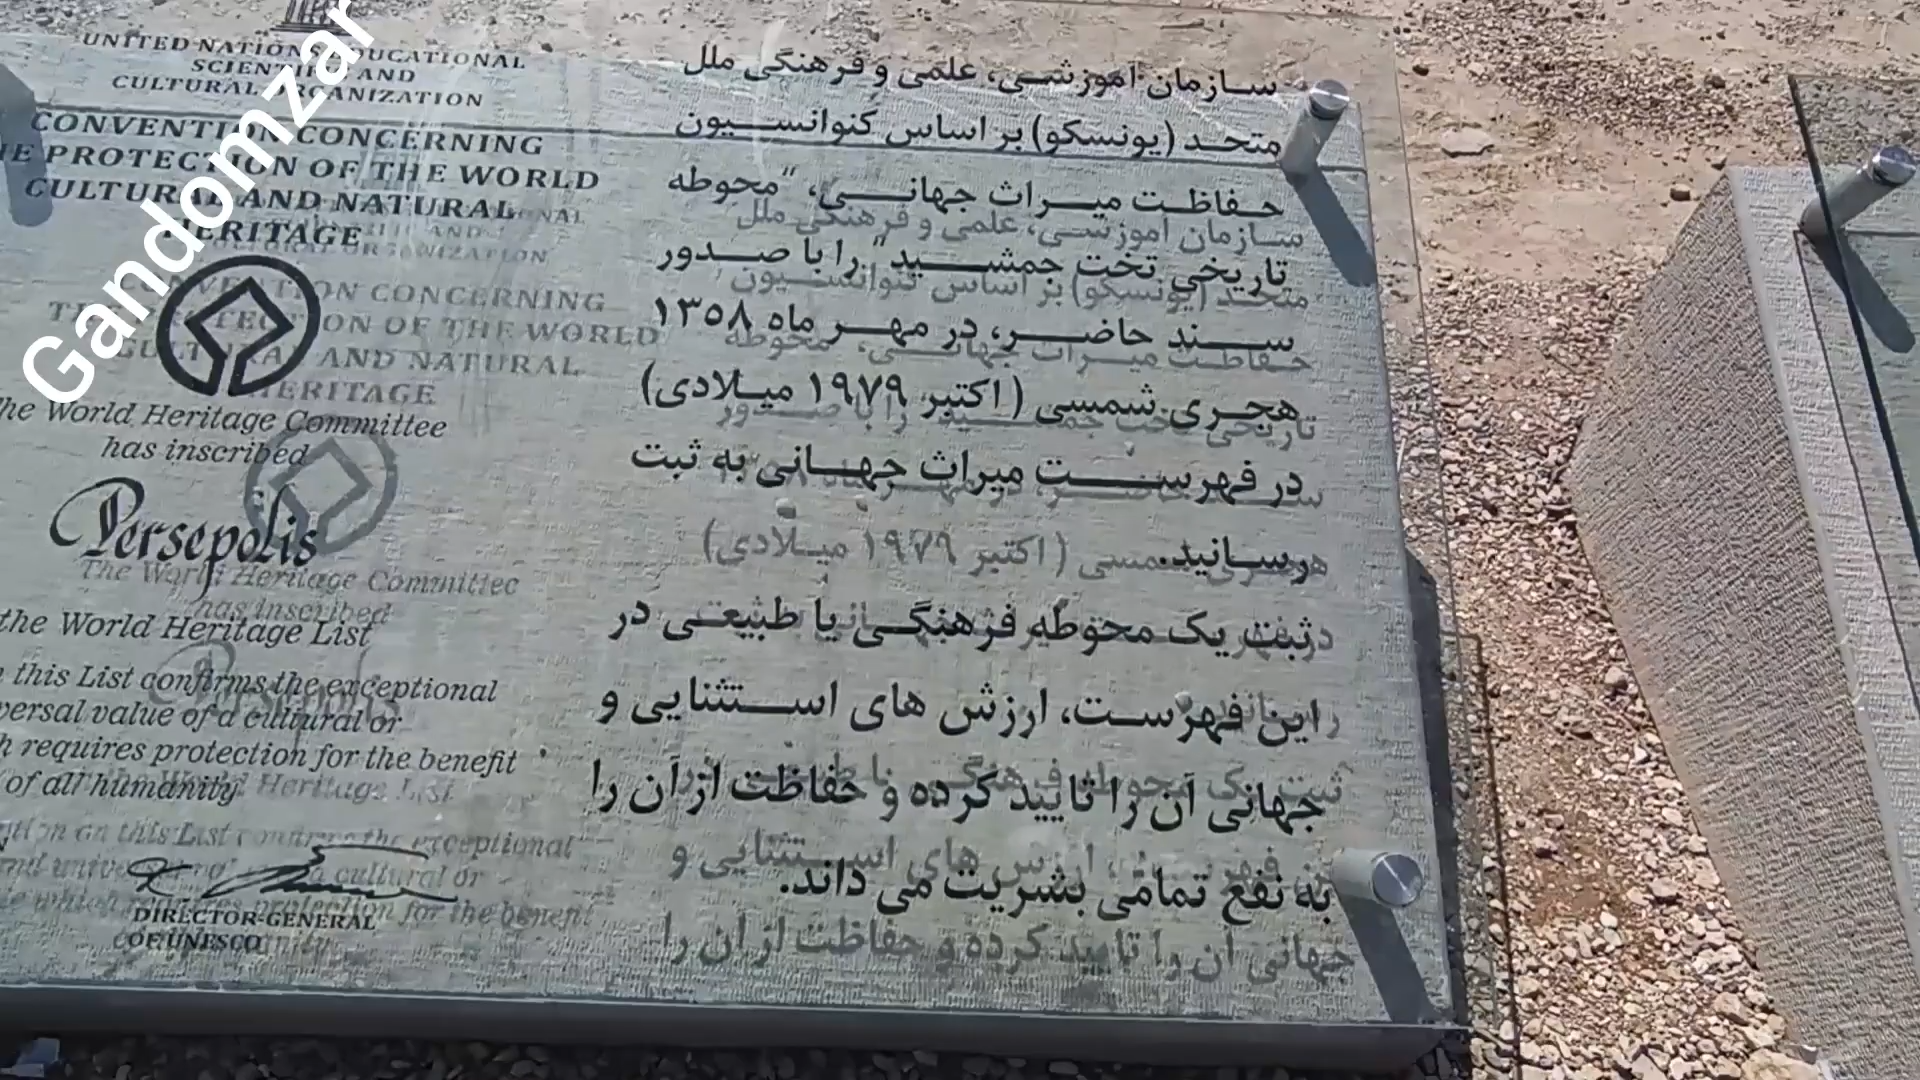 UNITED NATIONS EDUCATIONAL
SCIENTIFIC AND
CULTURAL ORGANIZATION
CONVENTION CONCERNING
PROTECTION OF THE WORLD
CULTURAL AND NATURAL
HERITAGE
The World Heritage Committee
has inscribed
Persepolis
the World Heritage List
this List confirms the exceptional
value of a cultural or
requires protection for the benefit
of all humanity
DIRECTOR-GENERAL
OF UNESCO
سازمان آموزشی، علمی و فرهنگی ملل
متحد (یونسکو) بر اساس کنوانسیون
حفاظت میراث جهانی، "محوطه
تاریخی تخت جمشید" را با صدور
سند حاضر، در مهر ماه ۱۳۵۸
هجری شمسی (اکتبر ۱۹۷۹ میلادی)
در فهرست میراث جهانی به ثبت
رسانید.
ثبت یک محوطه فرهنگی یا طبیعی در
این فهرست، ارزش های استثنایی و
جهانی آن را تایید کرده و حفاظت از آن را
به نفع تمامی بشریت می داند.
Gandomzar